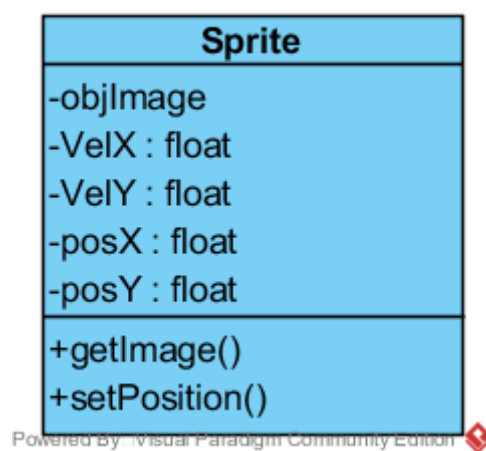 Sprite
-objImage
-VelX : float
-VelY : float
-posX : float
-posY : float
+getImage()
+setPosition()
Powered By Visual Paradigm Community Edition